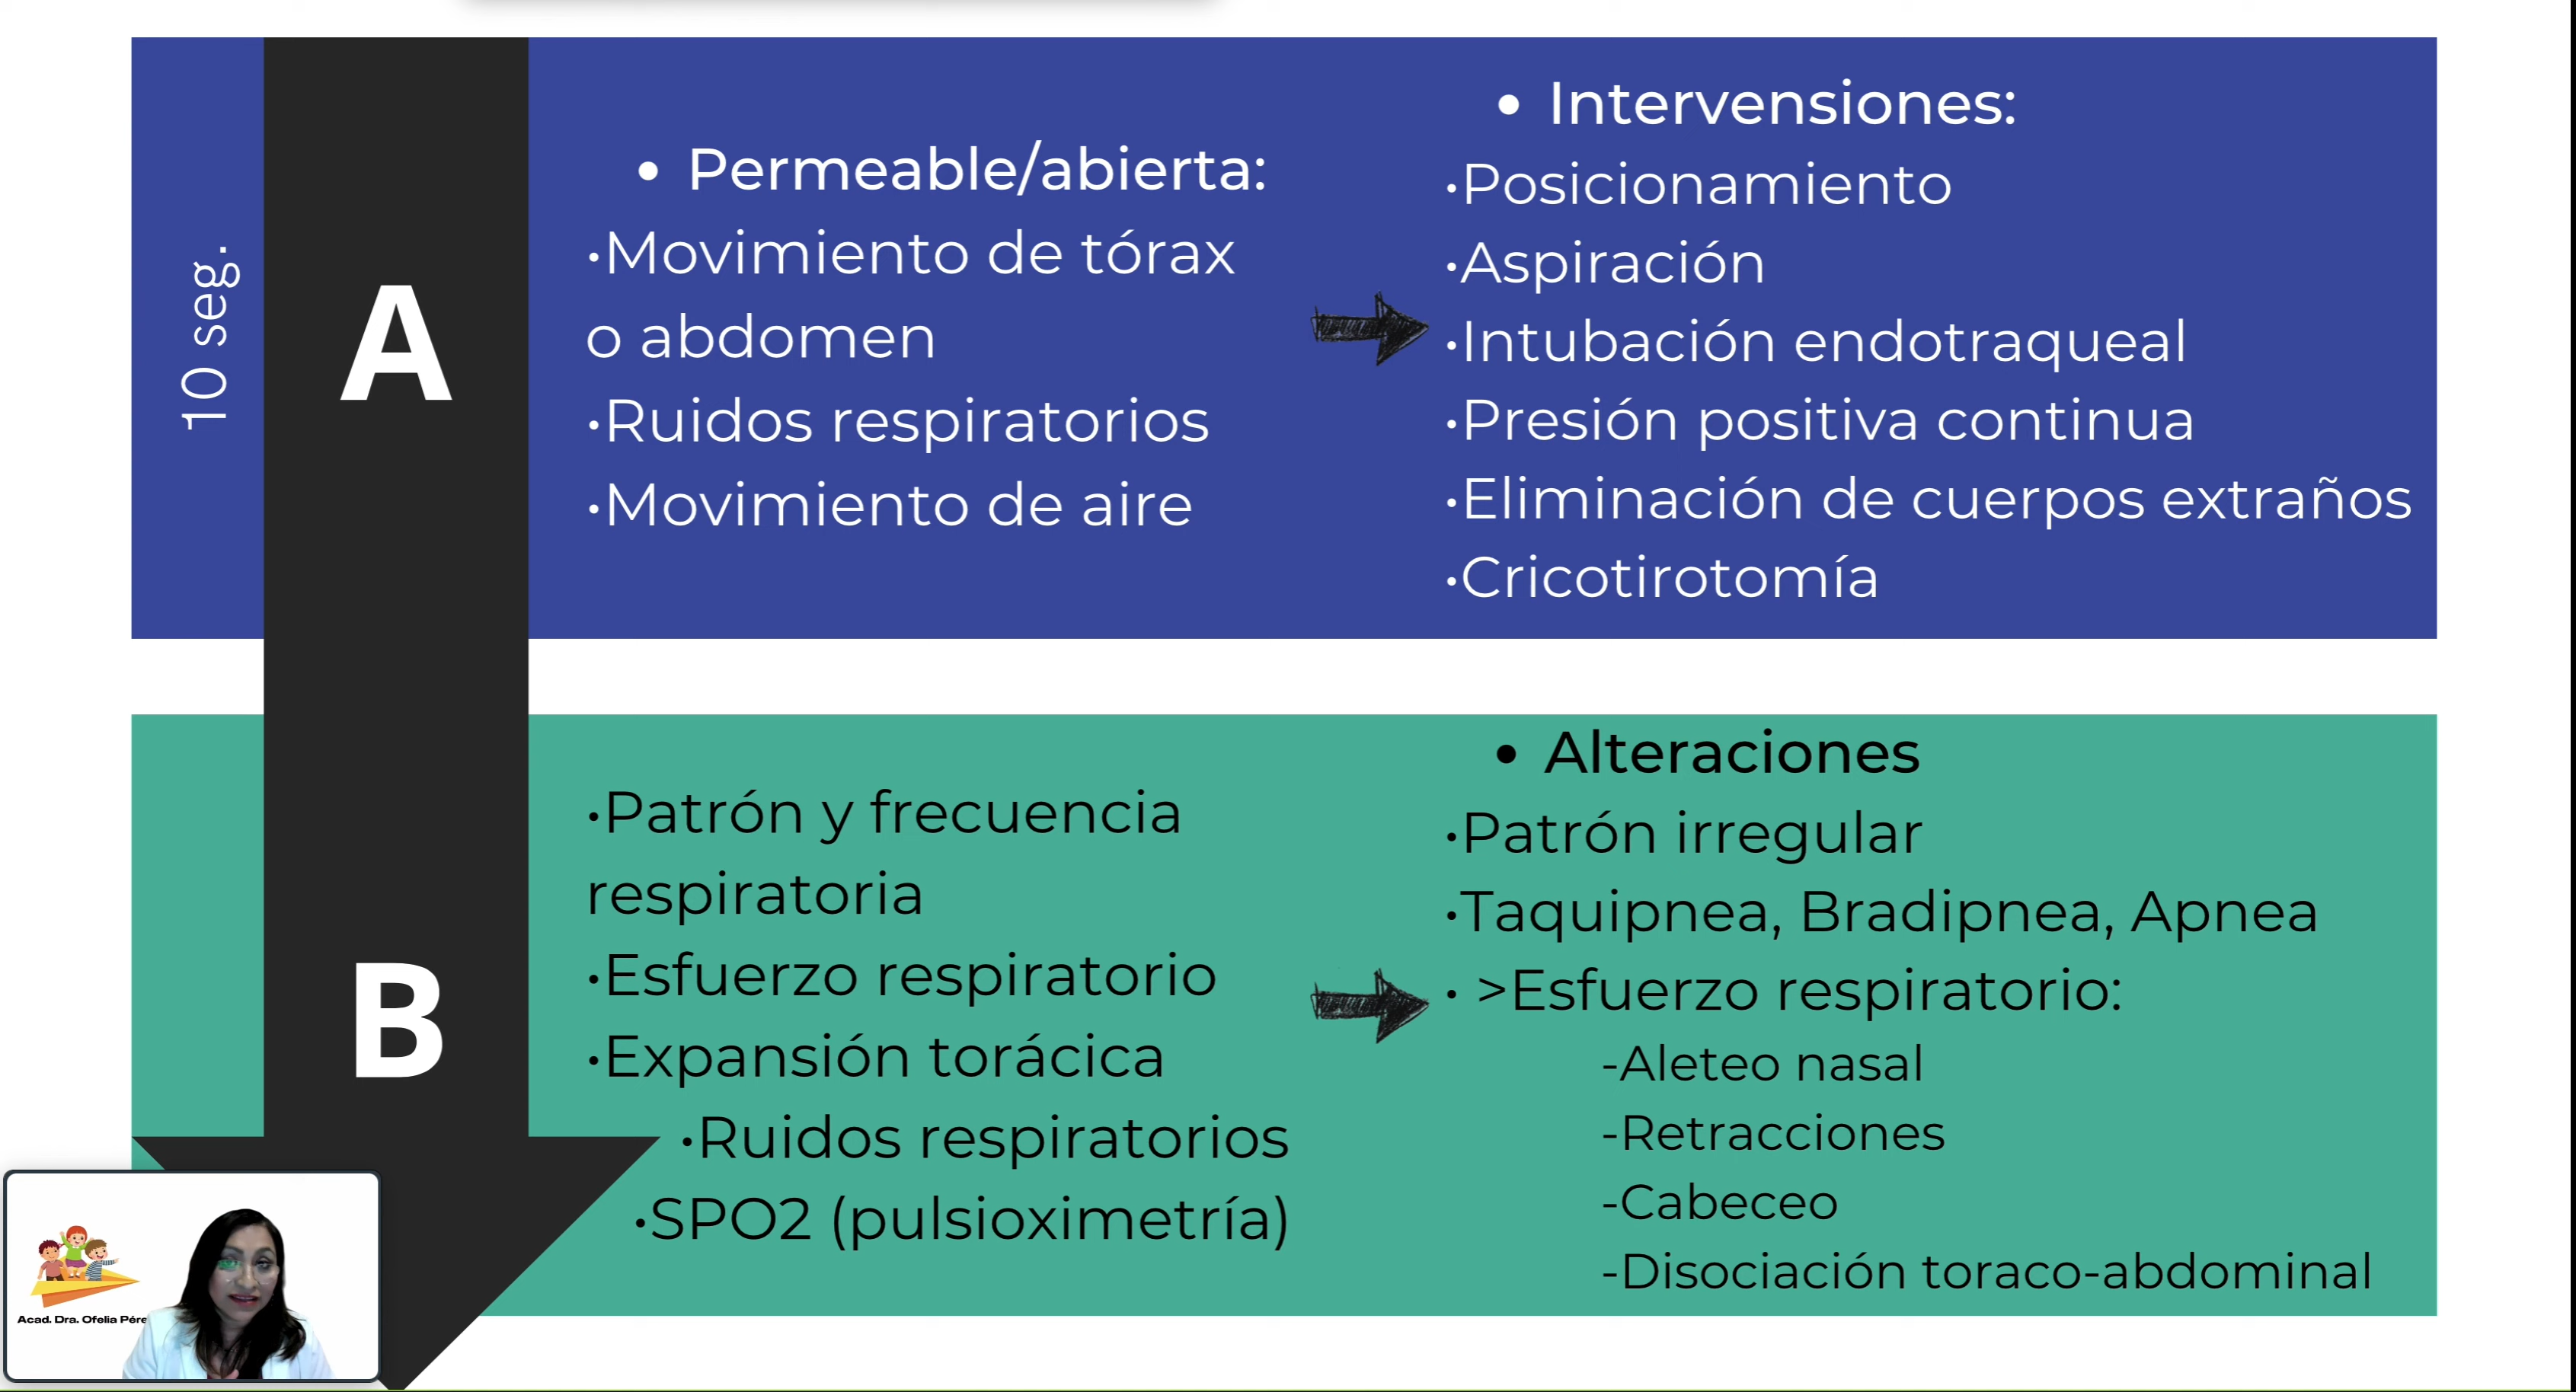 10 seg.
A
• Permeable/abierta:
•Movimiento de tórax
o abdomen
•Ruidos respiratorios
•Movimiento de aire
• Intervensiones:
•Posicionamiento
•Aspiración
•Intubación endotraqueal
•Presión positiva continua
•Eliminación de cuerpos extraños
•Cricotirotomía
B
•Patrón y frecuencia
respiratoria
•Esfuerzo respiratorio
•Expansión torácica
•Ruidos respiratorios
•SPO2 (pulsioximetría)
• Alteraciones
•Patrón irregular
•Taquipnea, Bradipnea, Apnea
• >Esfuerzo respiratorio:
-Aleteo nasal
-Retracciones
-Cabeceo
-Disociación toraco-abdominal
Acad. Dra. Ofelia Pére